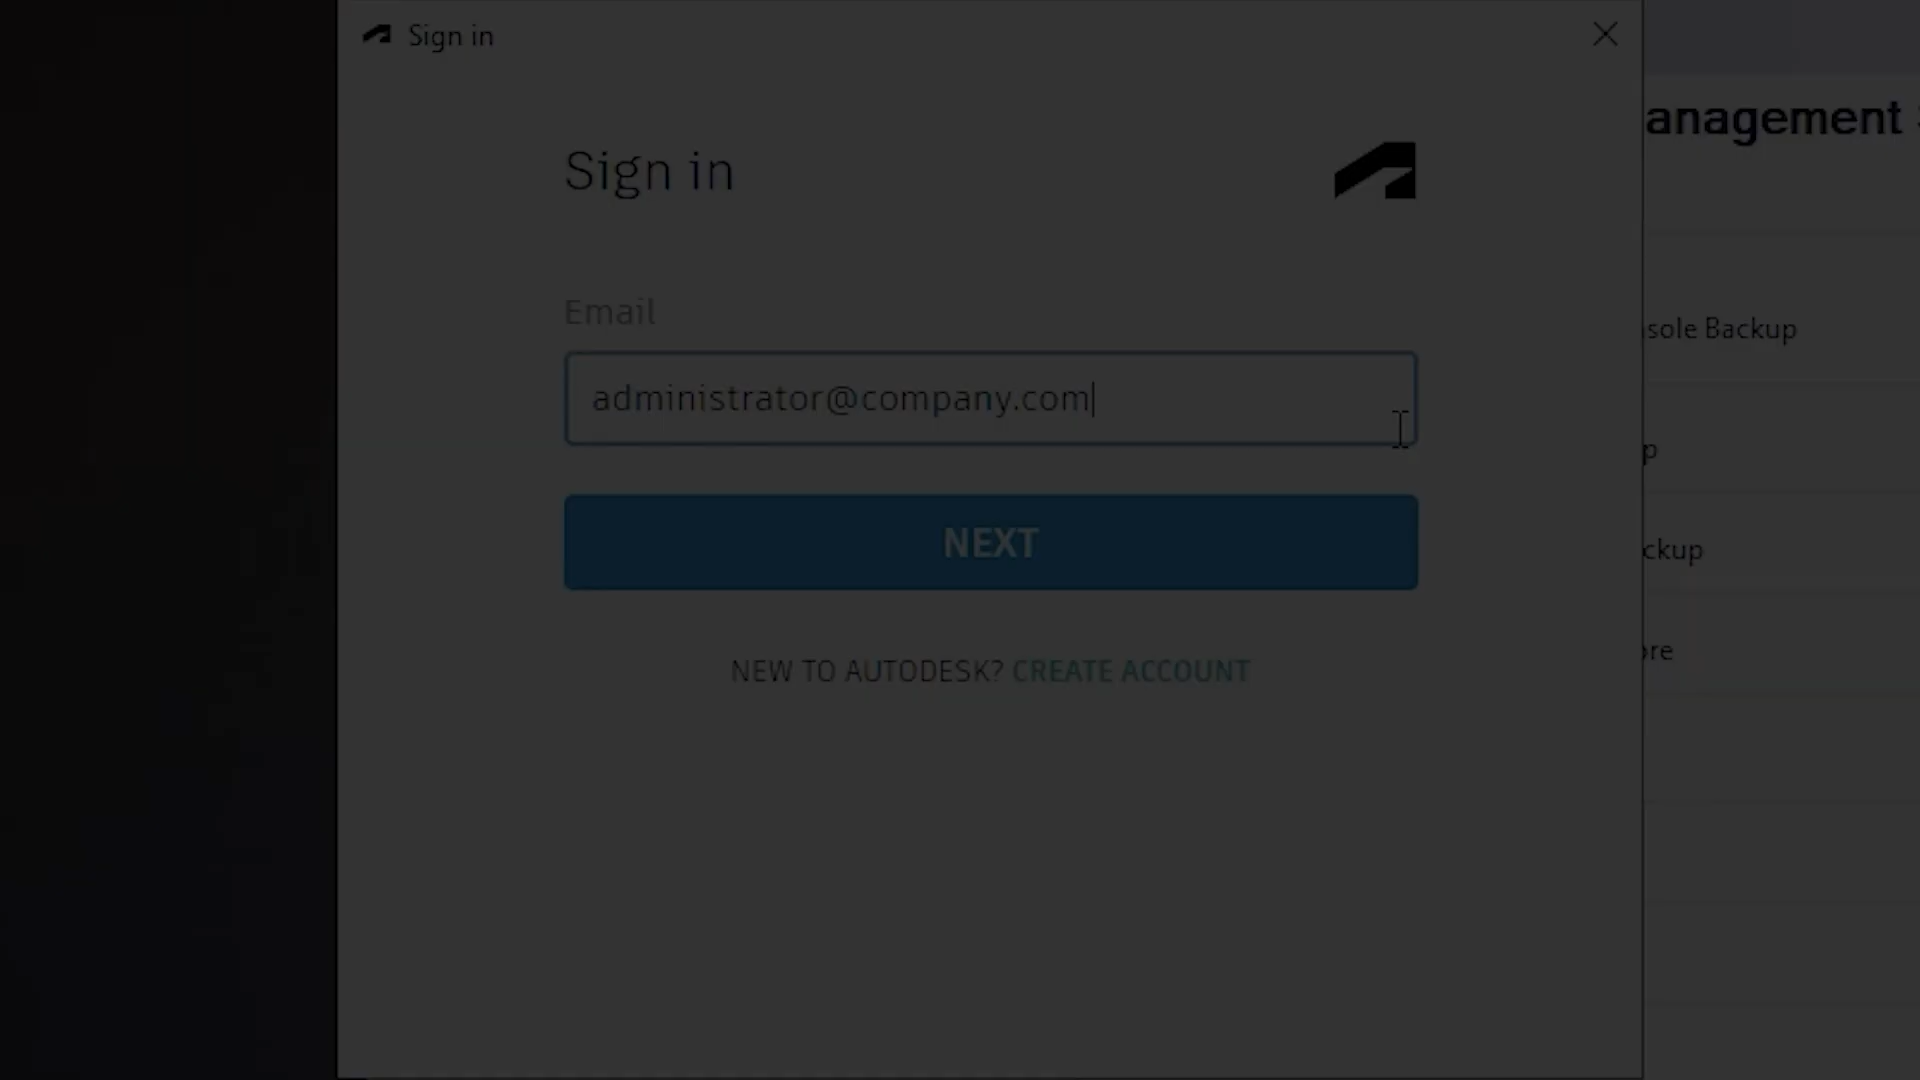 Sign in
anagement
Sign in
Email
sole Backup
administrator@company.com
p
NEXT
ckup
NEW TO AUTODESK? CREATE ACCOUNT
re